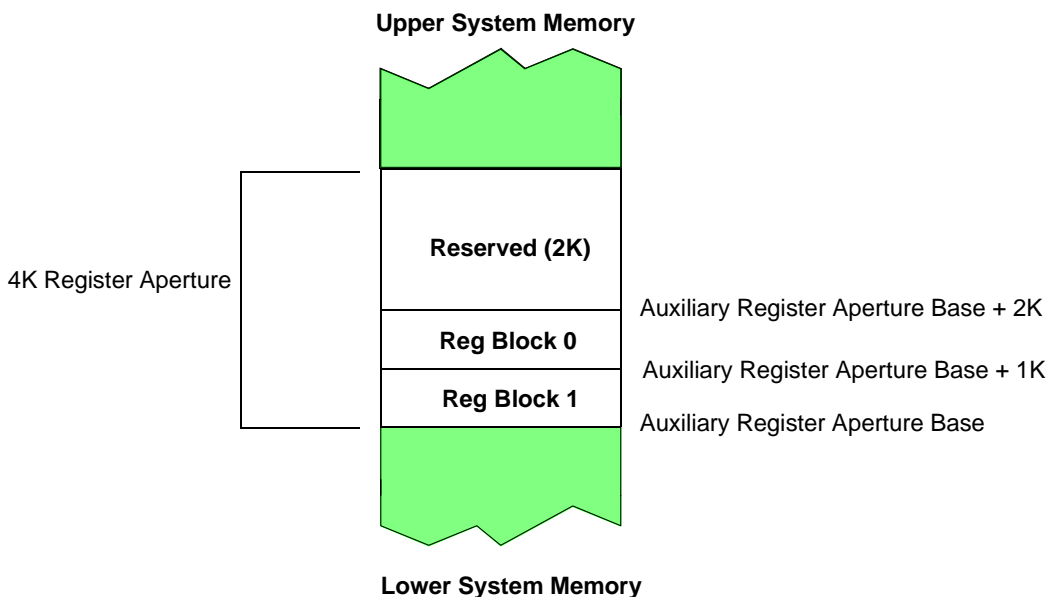 Upper System Memory
Reserved (2K)
4K Register Aperture
Auxiliary Register Aperture Base + 2K
Reg Block 0
Auxiliary Register Aperture Base + 1K
Reg Block 1
Auxiliary Register Aperture Base
Lower System Memory